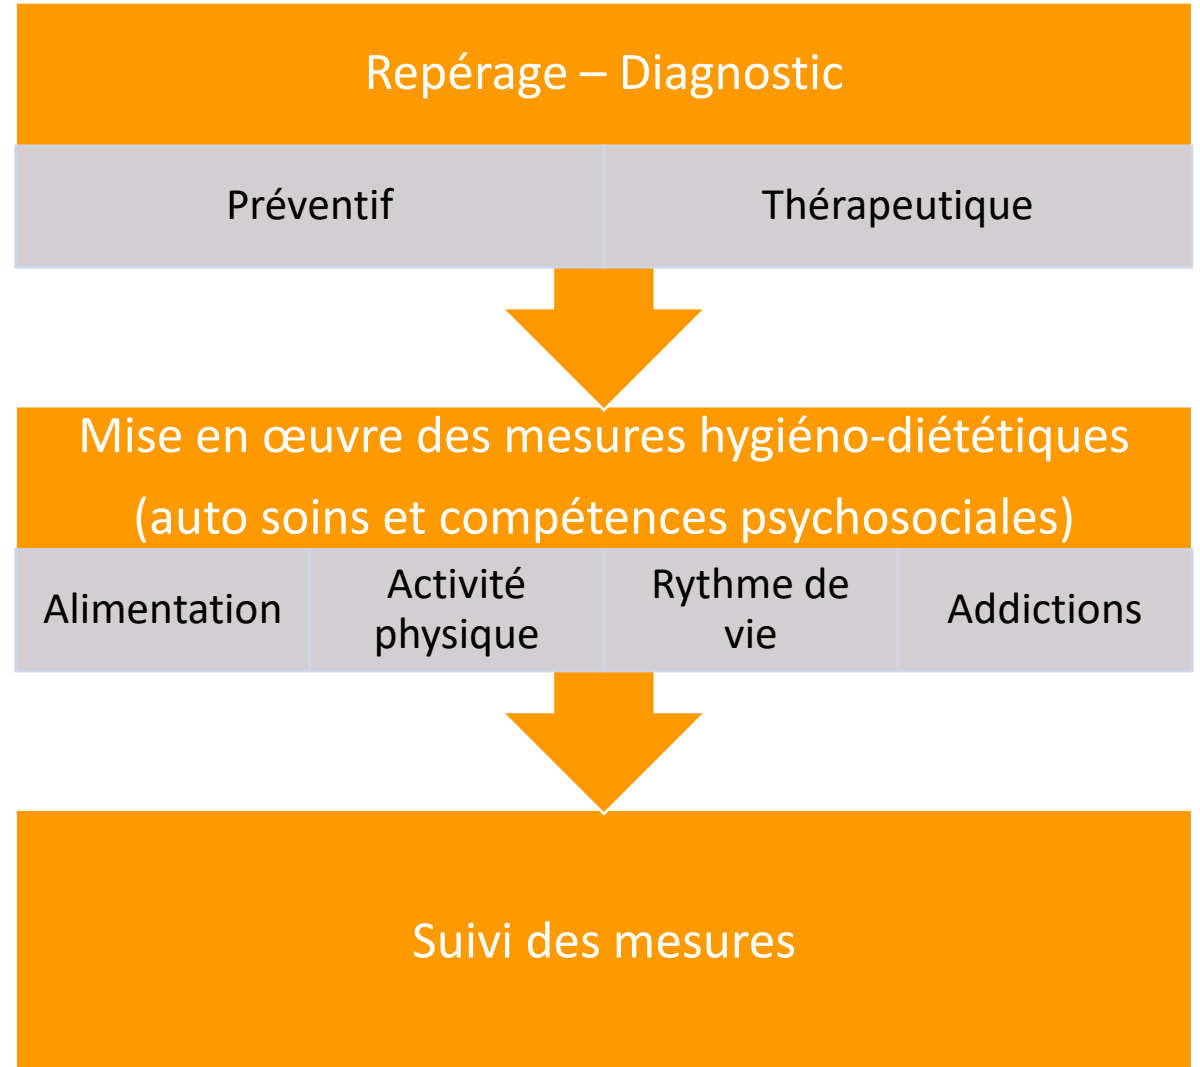 Repérage – Diagnostic
Préventif
Thérapeutique
Mise en œuvre des mesures hygiéno-diététiques
(auto soins et compétences psychosociales)
Alimentation
Activité
physique
Rythme de
vie
Addictions
Suivi des mesures